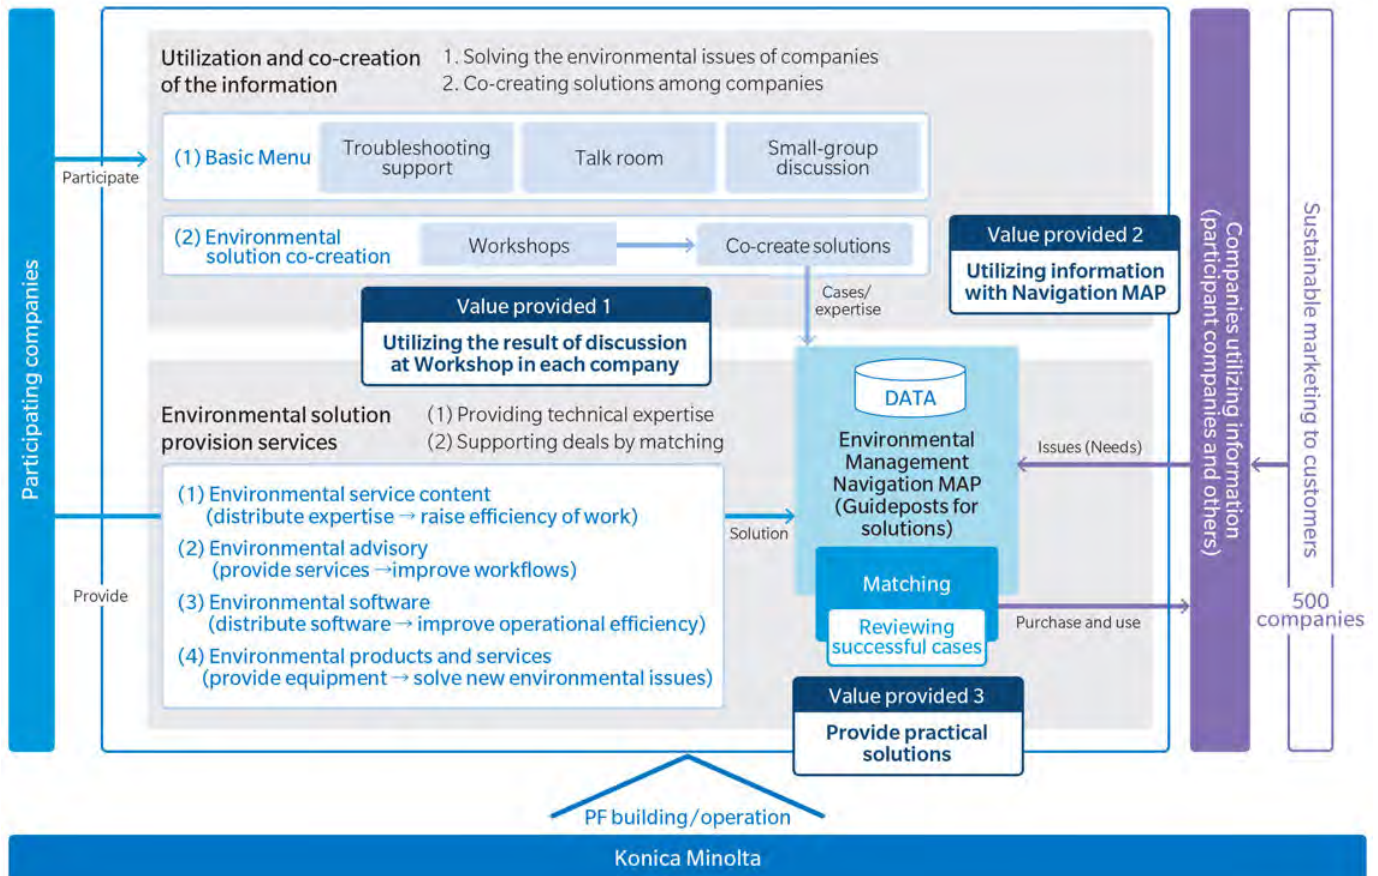 Utilization and co-creation
of the information
1. Solving the environmental issues of companies
2. Co-creating solutions among companies
(1) Basic Menu
Troubleshooting
support
Talk room
Small-group
discussion
Participate
(2) Environmental
solution co-creation
Workshops
Co-create solutions
Cases/
expertise
Value provided 1
Utilizing the result of discussion
at Workshop in each company
Value provided 2
Utilizing information
with Navigation MAP
Participating companies
Environmental solution
provision services
(1) Providing technical expertise
(2) Supporting deals by matching
(1) Environmental service content
(distribute expertise → raise efficiency of work)
(2) Environmental advisory
(provide services →improve workflows)
(3) Environmental software
(distribute software → improve operational efficiency)
(4) Environmental products and services
(provide equipment → solve new environmental issues)
Provide
Solution
DATA
Environmental
Management
Navigation MAP
(Guideposts for
solutions)
Matching
Reviewing
successful cases
Issues (Needs)
Purchase and use
Value provided 3
Provide practical
solutions
Companies utilizing information
(participant companies and others)
Sustainable marketing to customers
500
companies
PF building/operation
Konica Minolta